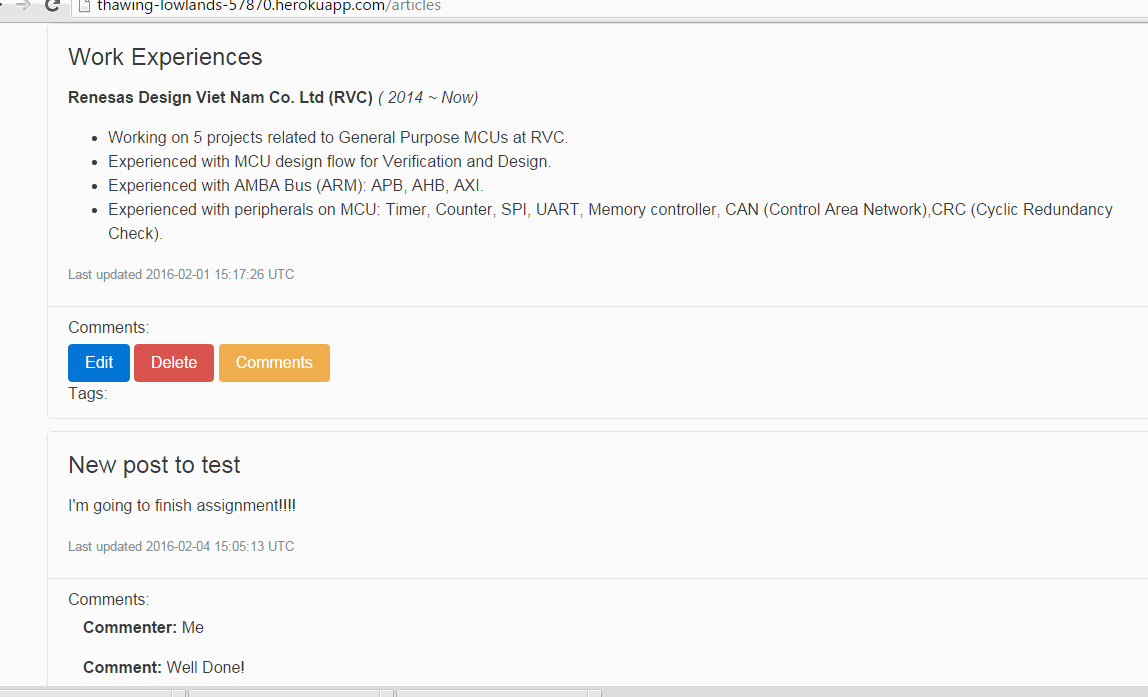 thawing-lowlands-57870.herokuapp.com/articles
Work Experiences
Renesas Design Viet Nam Co. Ltd (RVC) ( 2014 ~ Now)
• Working on 5 projects related to General Purpose MCUs at RVC.
• Experienced with MCU design flow for Verification and Design.
• Experienced with AMBA Bus (ARM): APB, AHB, AXI.
• Experienced with peripherals on MCU: Timer, Counter, SPI, UART, Memory controller, CAN (Control Area Network),CRC (Cyclic Redundancy
Check).
Last updated 2016-02-01 15:17:26 UTC
Comments:
Edit Delete Comments
Tags:
New post to test
I'm going to finish assignment!!!!
Last updated 2016-02-04 15:05:13 UTC
Comments:
Commenter: Me
Comment: Well Done!